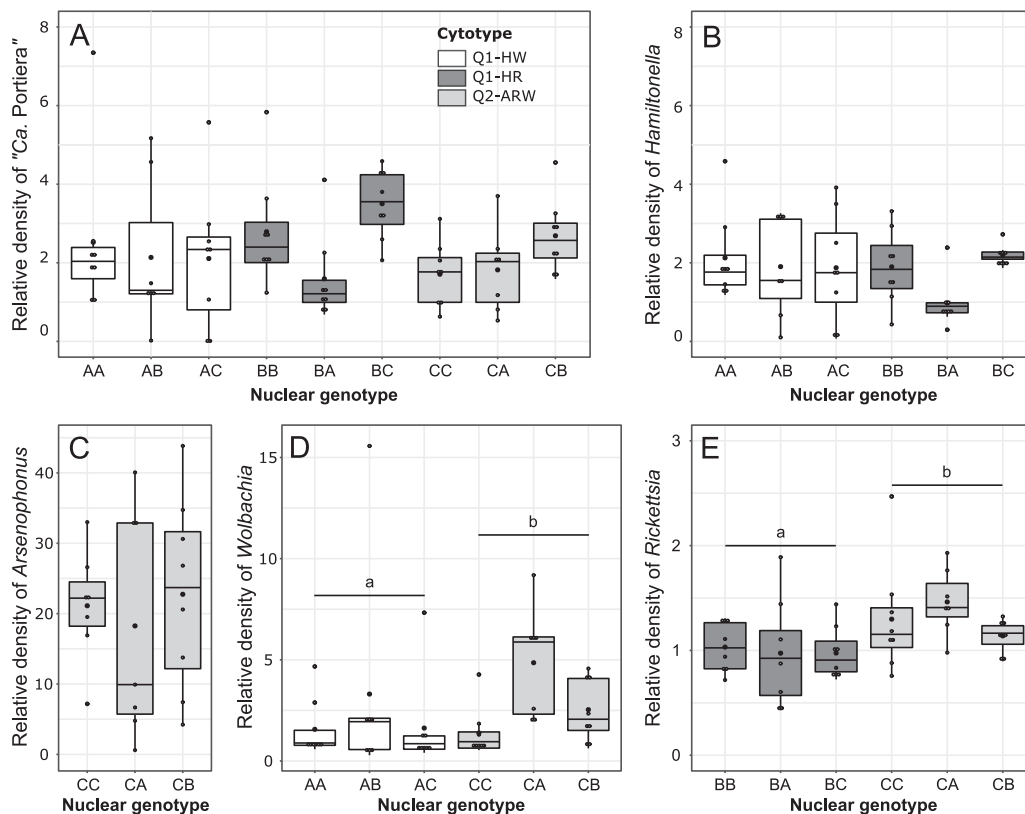 A
Relative density of "Ca. Portiera"
8
6
4
2
0
Cytotype
Q1-HW
Q1-HR
Q2-ARW
AA AB AC BB BA BC CC CA CB
Nuclear genotype
B
Relative density of Hamiltonella
8
6
4
2
0
AA AB AC BB BA BC
Nuclear genotype
C
Relative density of Arsenophonus
40
30
20
10
0
CC CA CB
Nuclear genotype
D
Relative density of Wolbachia
15
10
5
0
a
b
AA AB AC CC CA CB
Nuclear genotype
E
Relative density of Rickettsia
3
2
1
0
a
b
BB BA BC CC CA CB
Nuclear genotype